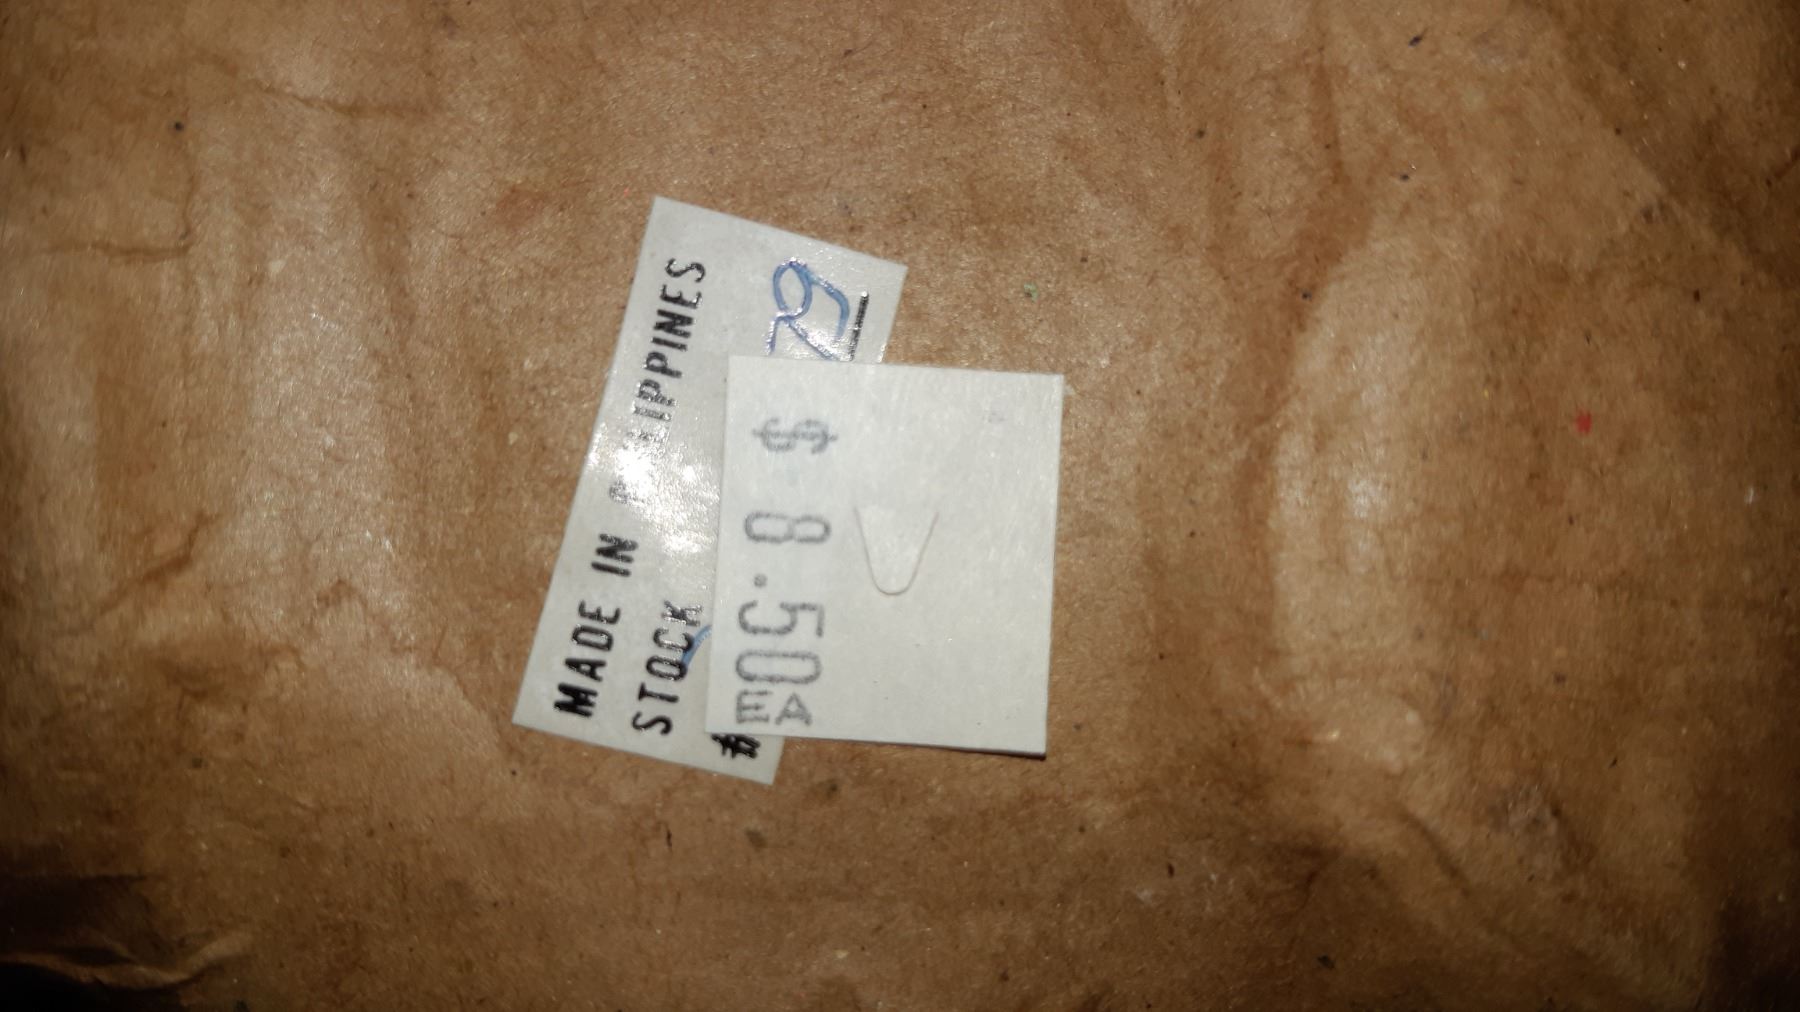 MADE IN PHILIPPINES
STOCK
#
$ 8.50
EA